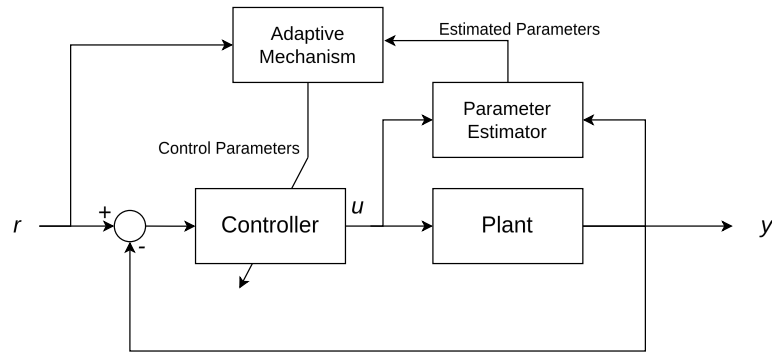 Adaptive
Mechanism
Estimated Parameters
Parameter
Estimator
Control Parameters
r
+
-
Controller
u
Plant
y